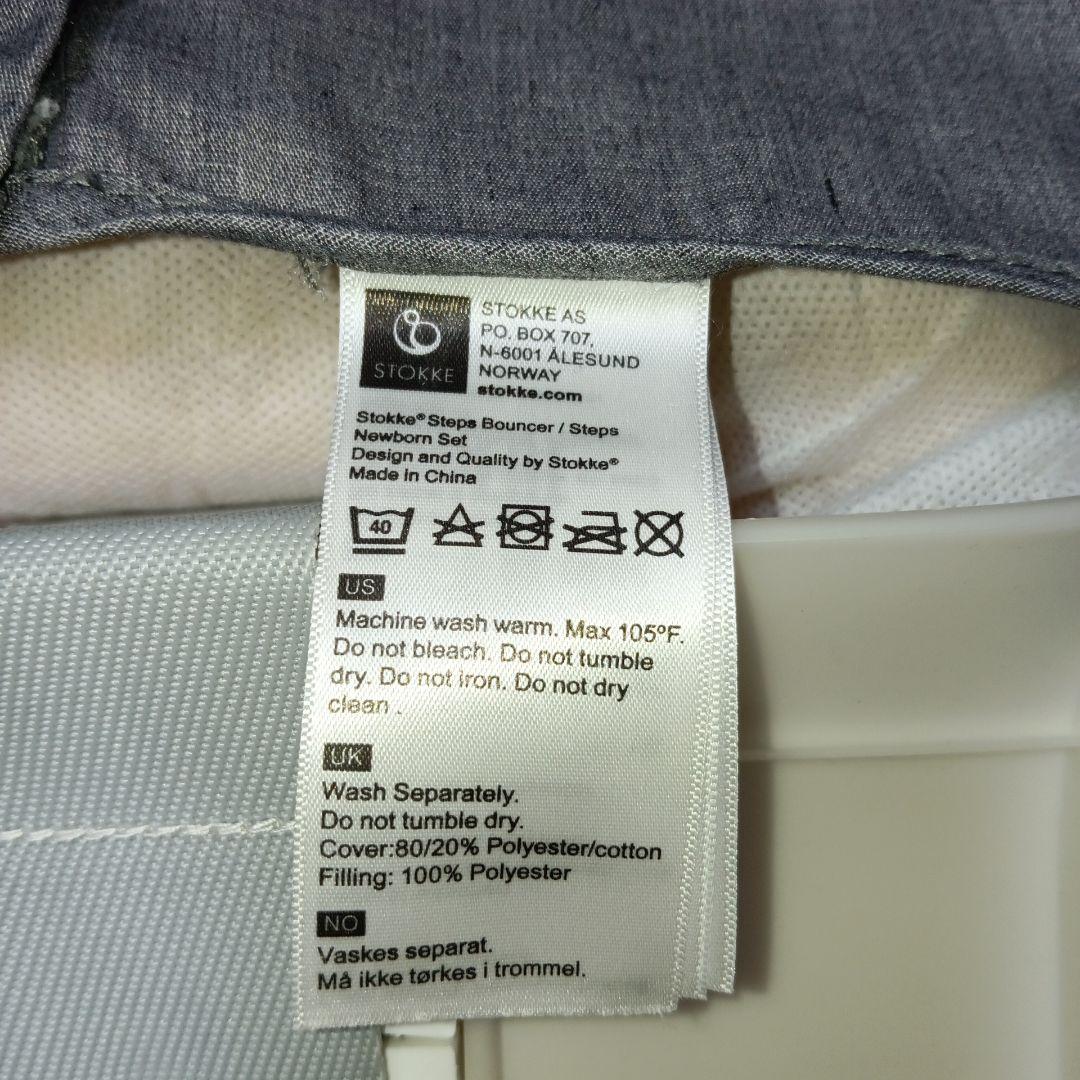 STOKKE
STOKKE AS
PO. BOX 707,
N-6001 ÅLESUND
NORWAY
stokke.com
Stokke® Steps Bouncer / Steps
Newborn Set
Design and Quality by Stokke®
Made in China
40
US
Machine wash warm. Max 105ºF.
Do not bleach. Do not tumble
dry. Do not iron. Do not dry
clean .
UK
Wash Separately.
Do not tumble dry.
Cover:80/20% Polyester/cotton
Filling: 100% Polyester
NO
Vaskes separat.
Må ikke tørkes i trommel.